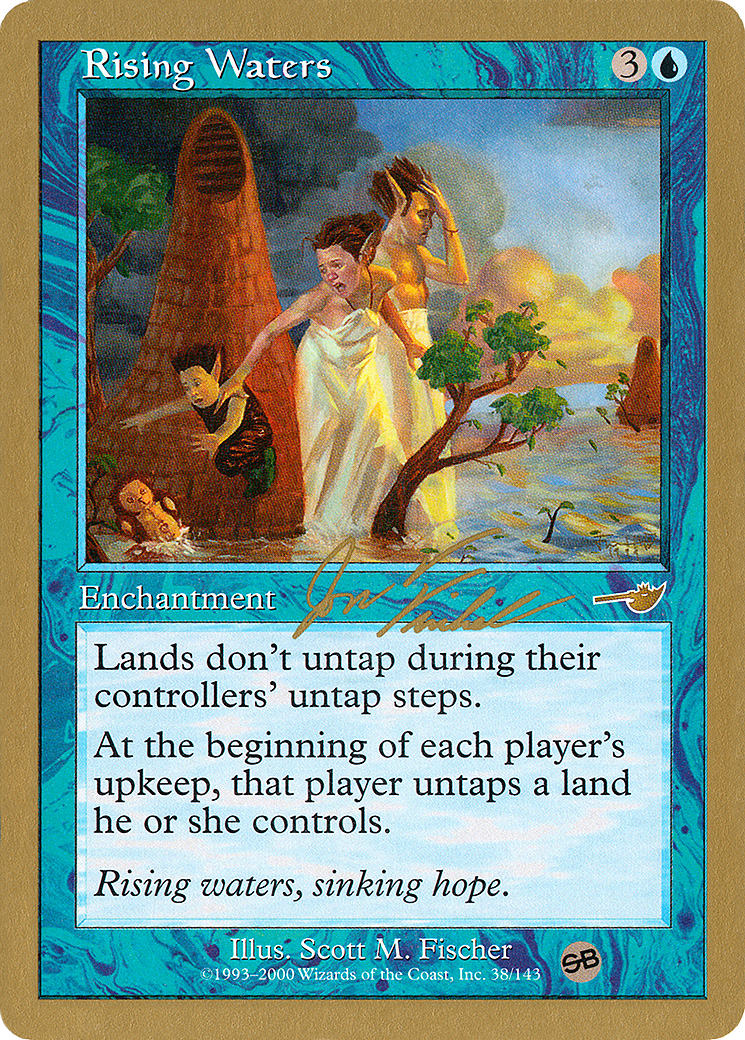 Rising Waters 3
Enchantment
Jon Finkel
Lands don't untap during their
controllers' untap steps.
At the beginning of each player's
upkeep, that player untaps a land
he or she controls.
Rising waters, sinking hope.
Illus. Scott M. Fischer
©1993–2000 Wizards of the Coast, Inc. 38/143
SB